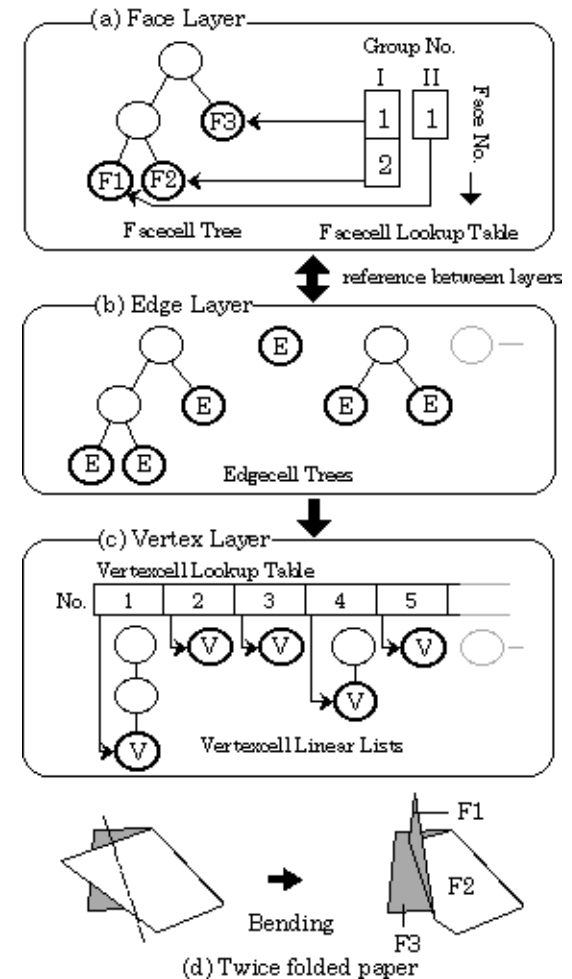 (a) Face Layer
Group No.
I II
F3 1 1
2
F1 F2
Face No.
Facecell Tree Facecell Lookup Table
reference between layers
(b) Edge Layer
E
E E E
E E
Edgecell Trees
(c) Vertex Layer
Vertexcell Lookup Table
No. 1 2 3 4 5
V V V
V
V Vertexcell Linear Lists
F1
F2
Bending
F3
(d) Twice folded paper